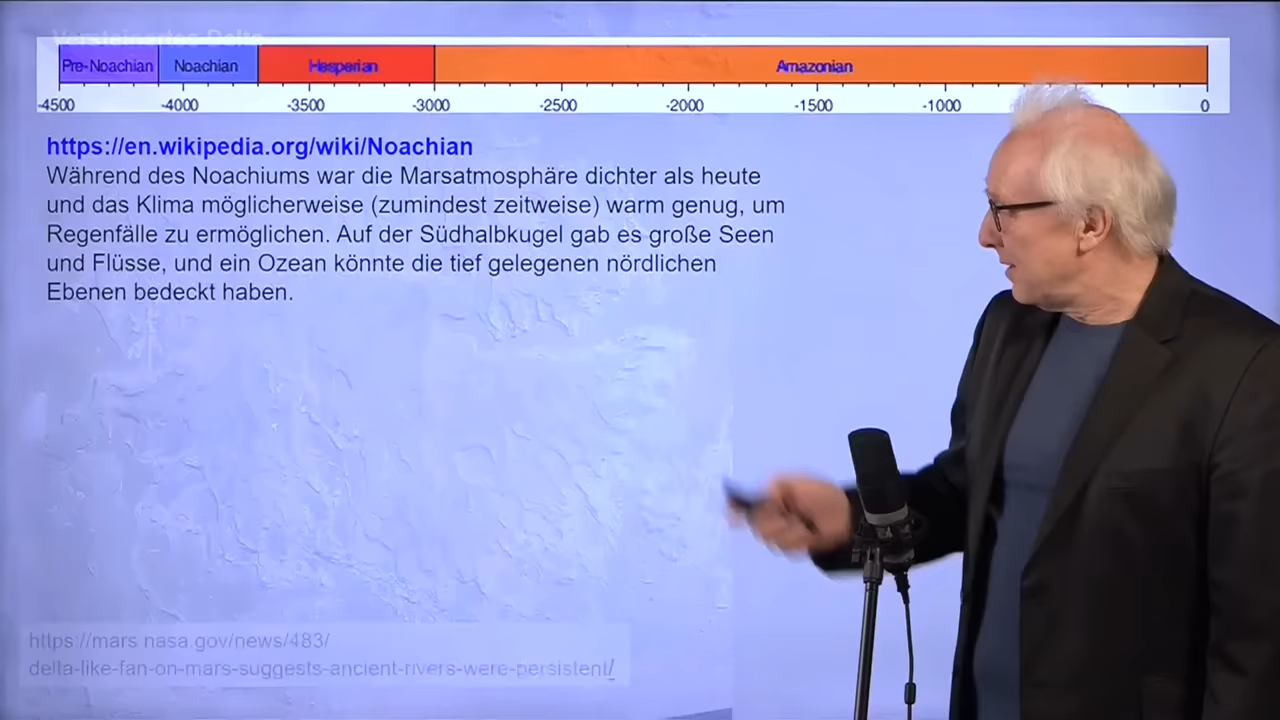 Versteinertes Delta
Pre-Noachian Noachian Hesperian Amazonian
-4500 -4000 -3500 -3000 -2500 -2000 -1500 -1000 0
https://en.wikipedia.org/wiki/Noachian
Während des Noachiums war die Marsatmosphäre dichter als heute
und das Klima möglicherweise (zumindest zeitweise) warm genug, um
Regenfälle zu ermöglichen. Auf der Südhalbkugel gab es große Seen
und Flüsse, und ein Ozean könnte die tief gelegenen nördlichen
Ebenen bedeckt haben.
https://mars.nasa.gov/news/483/
delta-like-fan-on-mars-suggests-ancient-rivers-were-persistent/